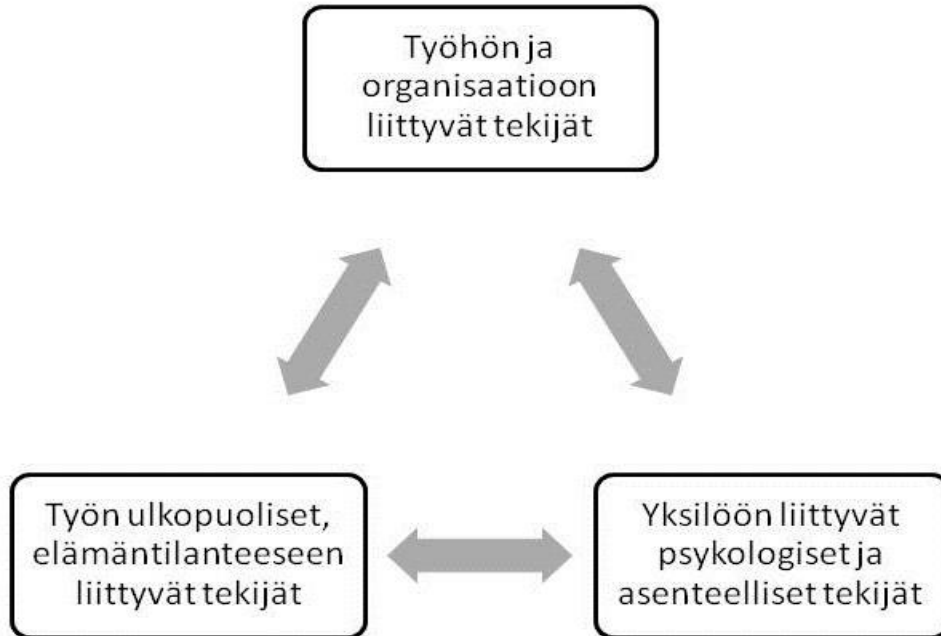 Työhön ja
organisaatioon
liittyvät tekijät
Työn ulkopuoliset,
elämäntilanteeseen
liittyvät tekijät
Yksilöön liittyvät
psykologiset ja
asenteelliset tekijät